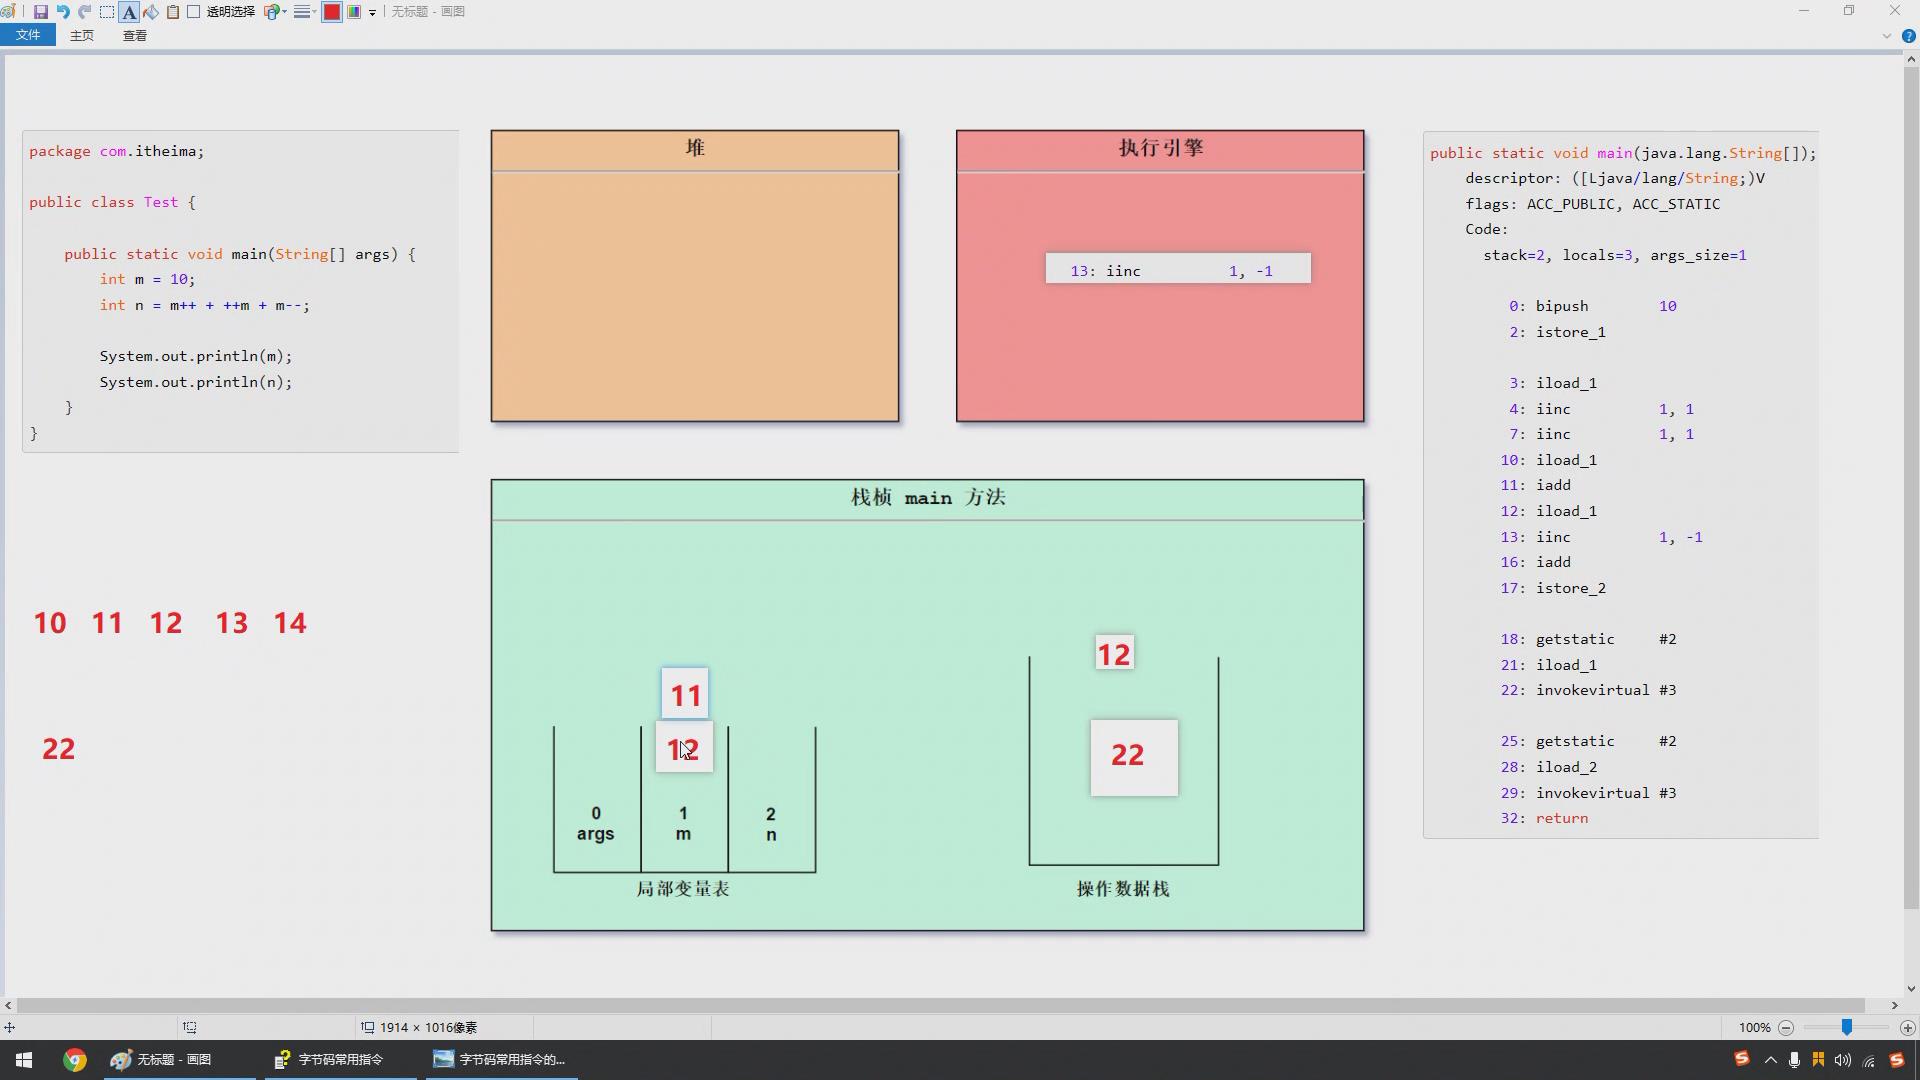 透明选择
无标题 - 画图
文件
主页
查看
package com.itheima;
public class Test {
public static void main(String[] args) {
int m = 10;
int n = m++ + ++m + m--;
System.out.println(m);
System.out.println(n);
}
}
10 11 12 13 14
22
堆
执行引擎
13: iinc 1, -1
栈桢 main 方法
11
12
0
args
1
m
2
n
局部变量表
12
22
操作数据栈
public static void main(java.lang.String[]);
descriptor: ([Ljava/lang/String;)V
flags: ACC_PUBLIC, ACC_STATIC
Code:
stack=2, locals=3, args_size=1
0: bipush 10
2: istore_1
3: iload_1
4: iinc 1, 1
7: iinc 1, 1
10: iload_1
11: iadd
12: iload_1
13: iinc 1, -1
16: iadd
17: istore_2
18: getstatic #2
21: iload_1
22: invokevirtual #3
25: getstatic #2
28: iload_2
29: invokevirtual #3
32: return
1914 × 1016像素
100%
无标题 - 画图
字节码常用指令
字节码常用指令的...